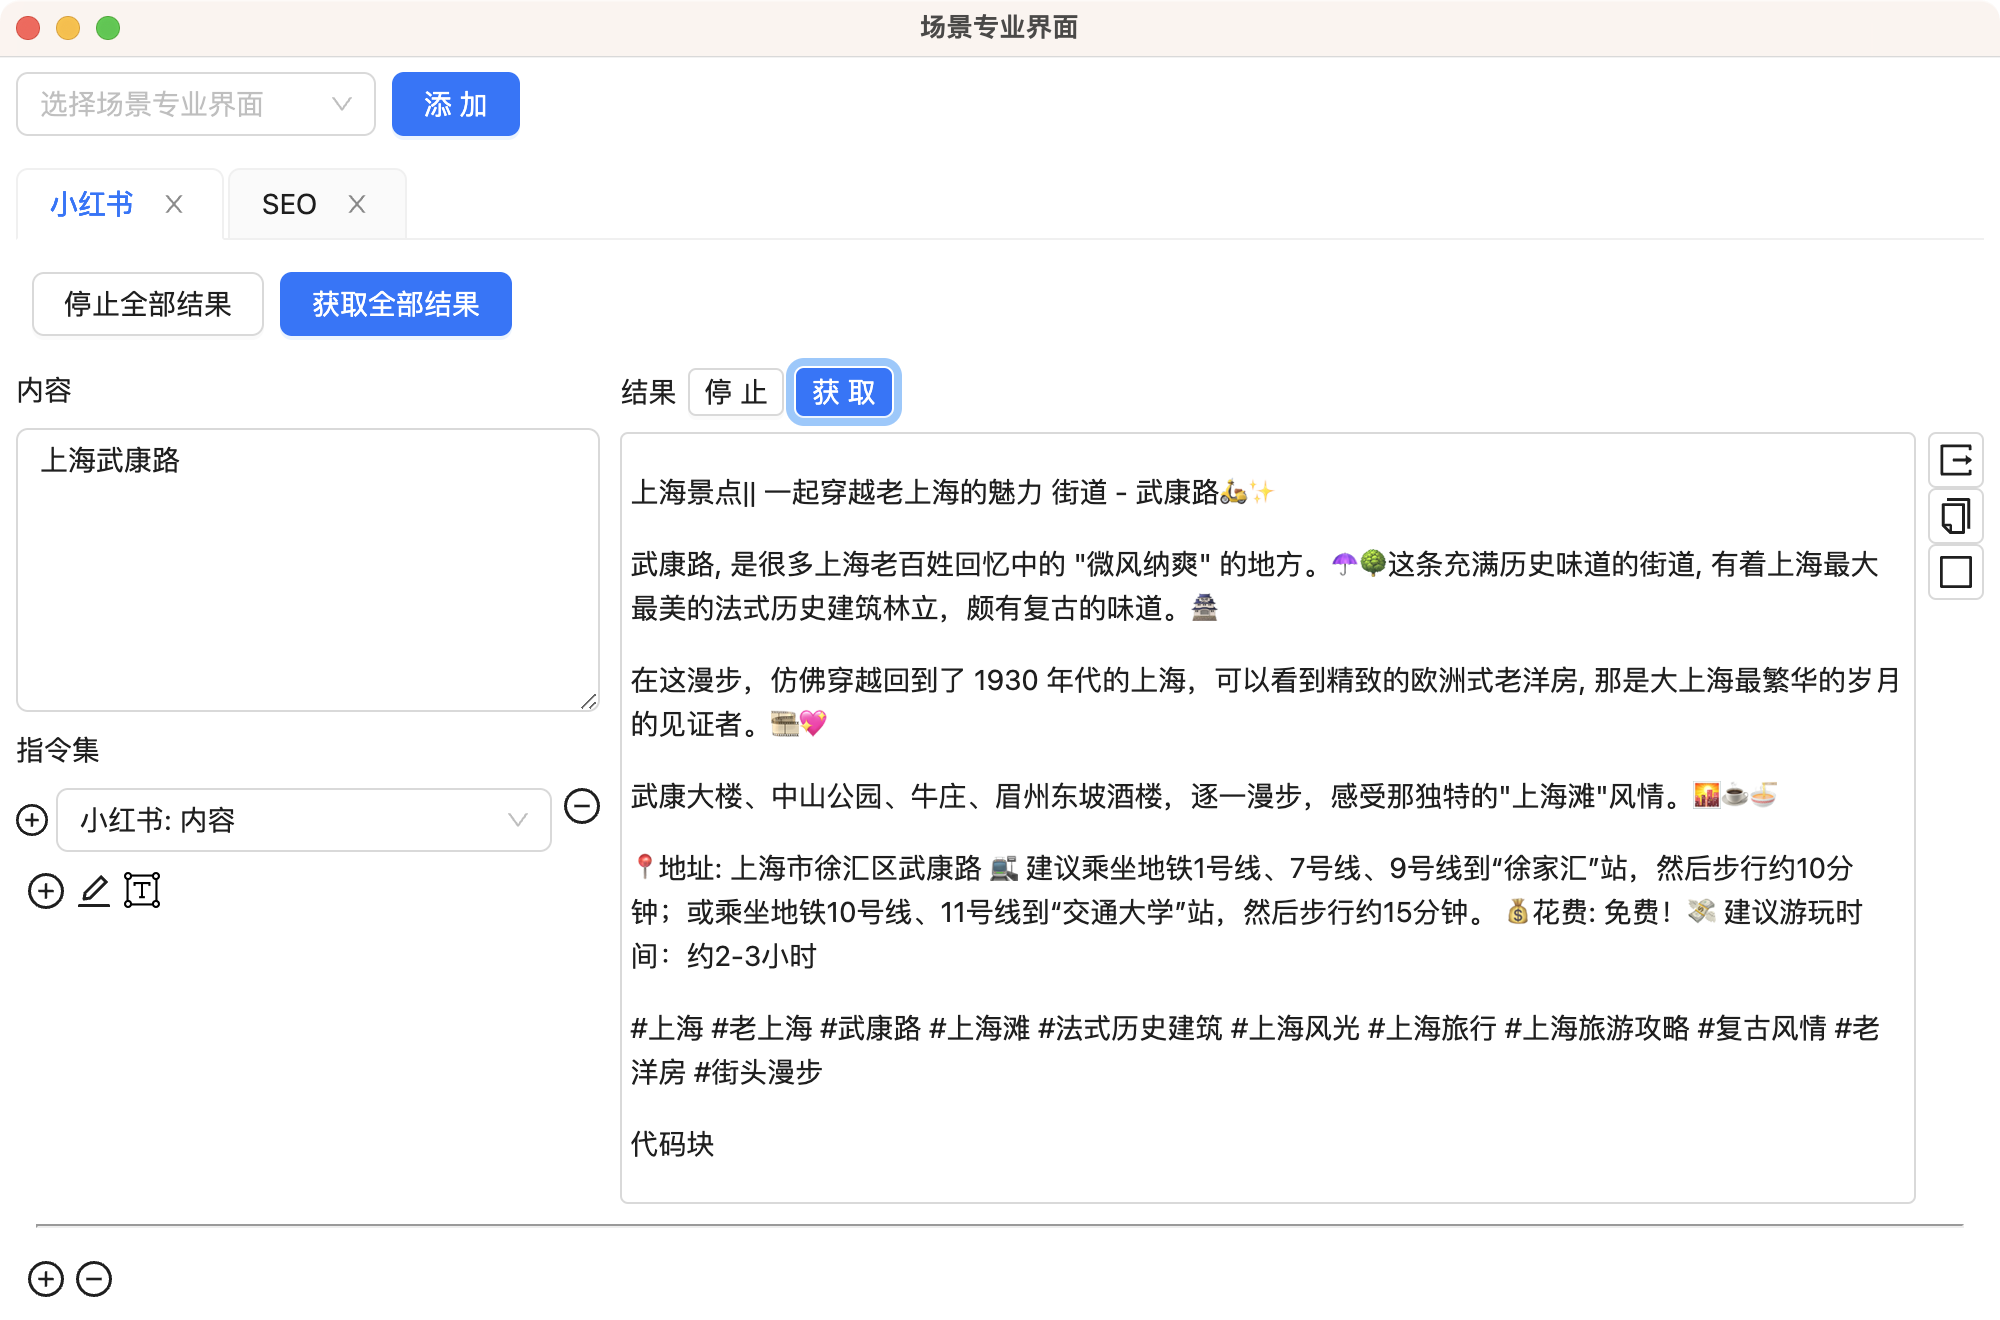 场景专业界面
选择场景专业界面
添 加
小红书
SEO
停止全部结果
获取全部结果
内容
上海武康路
指令集
小红书: 内容
结果
停 止
获 取
上海景点|| 一起穿越老上海的魅力 街道 - 武康路🛵✨
武康路, 是很多上海老百姓回忆中的 "微风纳爽" 的地方。☂️🌳这条充满历史味道的街道, 有着上海最大
最美的法式历史建筑林立，颇有复古的味道。🏯
在这漫步，仿佛穿越回到了 1930 年代的上海，可以看到精致的欧洲式老洋房, 那是大上海最繁华的岁月
的见证者。🎞️💖
武康大楼、中山公园、牛庄、眉州东坡酒楼，逐一漫步，感受那独特的"上海滩"风情。🌇☕🍜
📍地址: 上海市徐汇区武康路 🚉 建议乘坐地铁1号线、7号线、9号线到“徐家汇”站，然后步行约10分
钟；或乘坐地铁10号线、11号线到“交通大学”站，然后步行约15分钟。 💰花费: 免费！💸 建议游玩时
间：约2-3小时
#上海 #老上海 #武康路 #上海滩 #法式历史建筑 #上海风光 #上海旅行 #上海旅游攻略 #复古风情 #老
洋房 #街头漫步
代码块